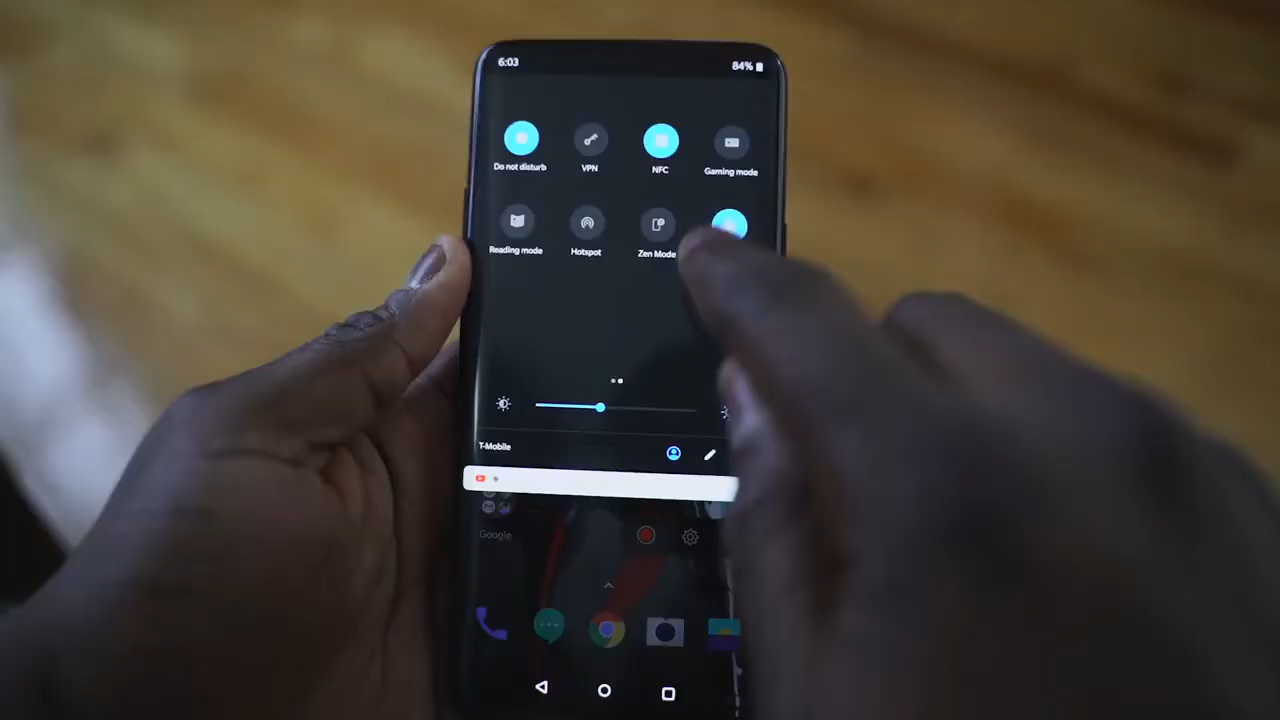 6:03 84%
Do not disturb VPN NFC Gaming mode
Reading mode Hotspot Zen Mode
T-Mobile
Google